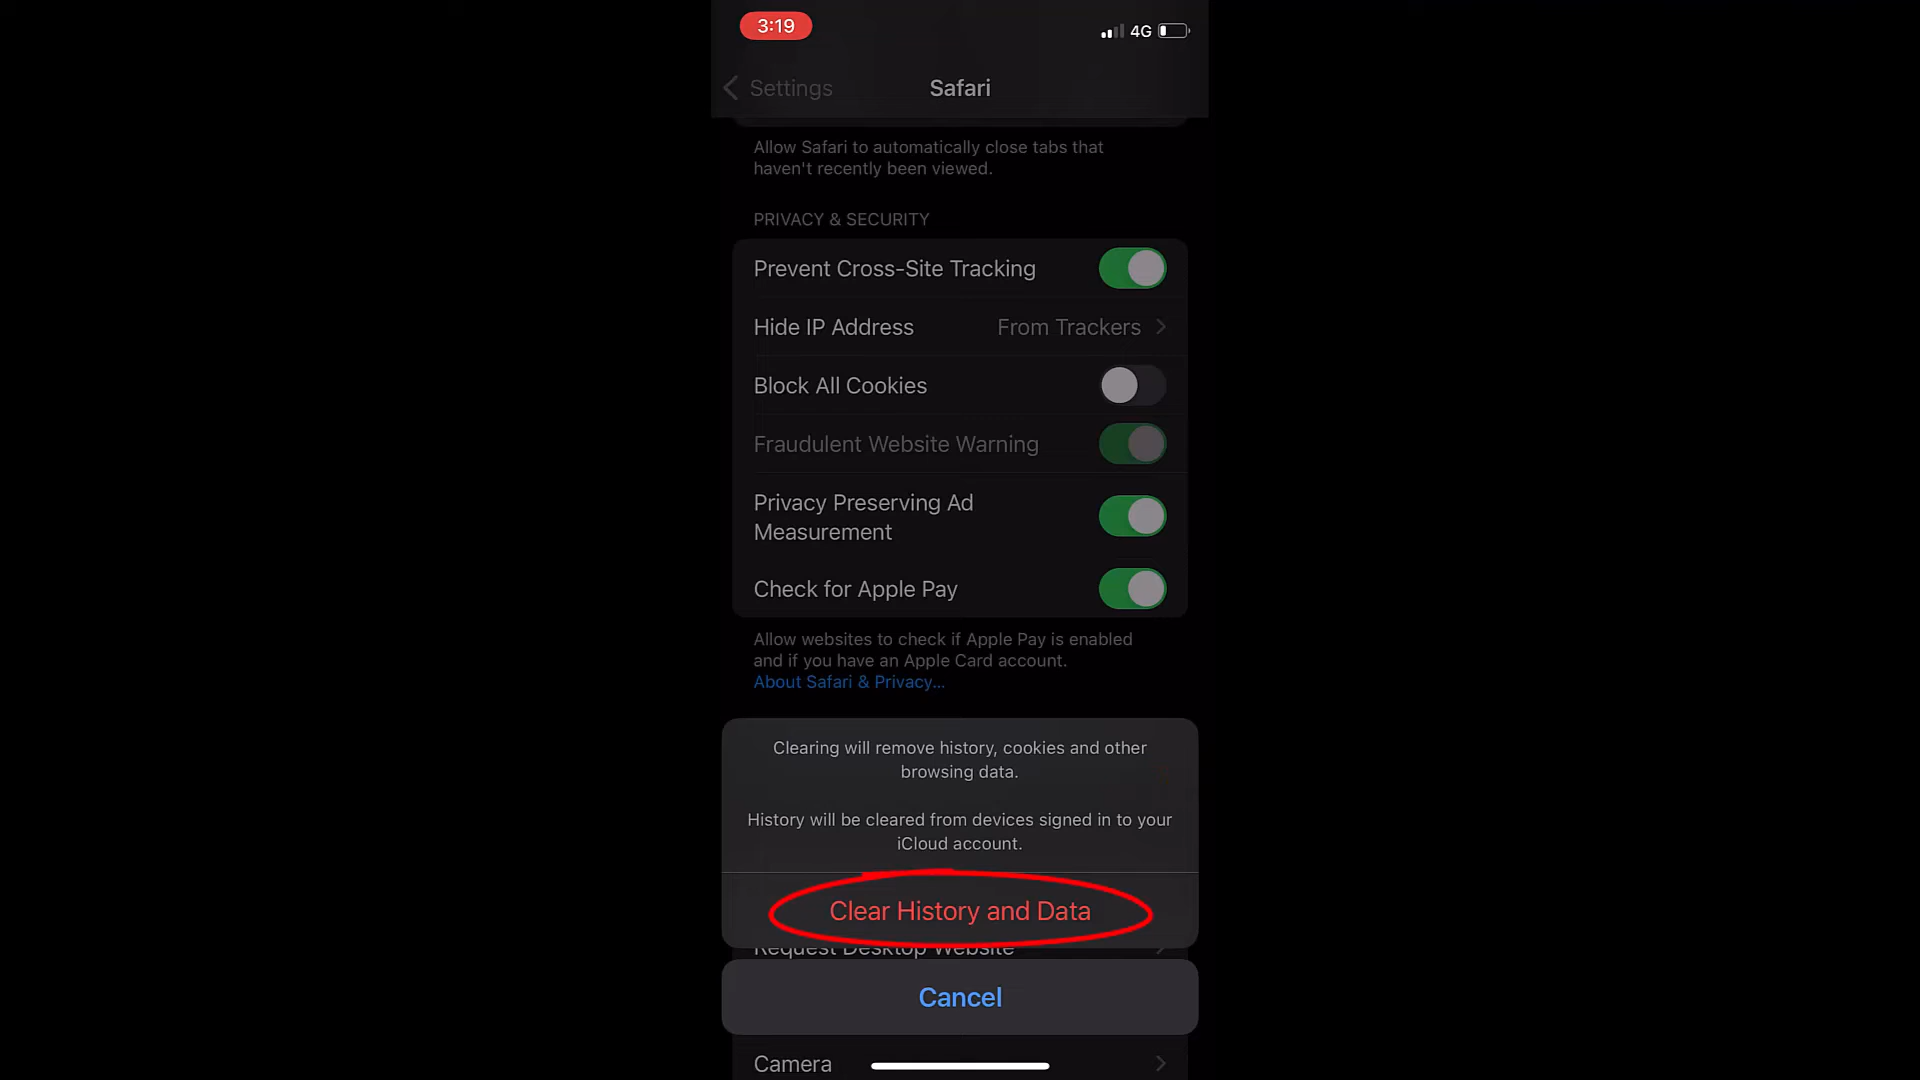 3:19
4G
Settings
Safari
Allow Safari to automatically close tabs that
haven't recently been viewed.
PRIVACY & SECURITY
Prevent Cross-Site Tracking
Hide IP Address From Trackers
Block All Cookies
Fraudulent Website Warning
Privacy Preserving Ad
Measurement
Check for Apple Pay
Allow websites to check if Apple Pay is enabled
and if you have an Apple Card account.
About Safari & Privacy...
Clearing will remove history, cookies and other
browsing data.
History will be cleared from devices signed in to your
iCloud account.
Clear History and Data
Request Desktop Website
Cancel
Camera